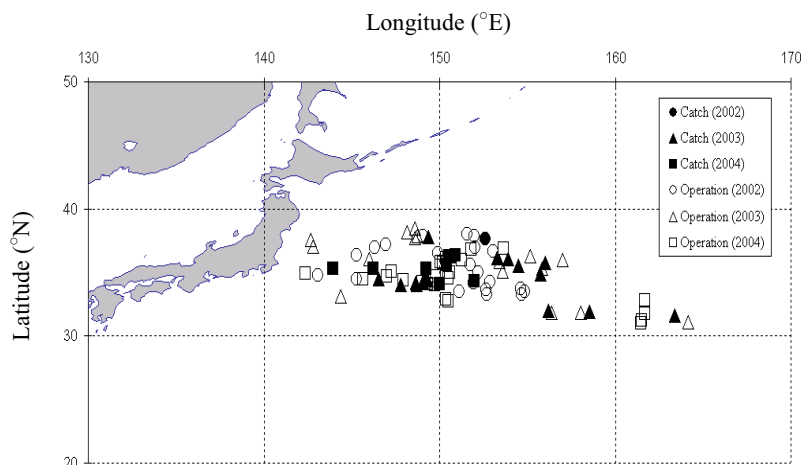 Longitude (°E)
130 140 150 160 170
50
40
30
20
Latitude (°N)
Catch (2002)
Catch (2003)
Catch (2004)
Operation (2002)
Operation (2003)
Operation (2004)